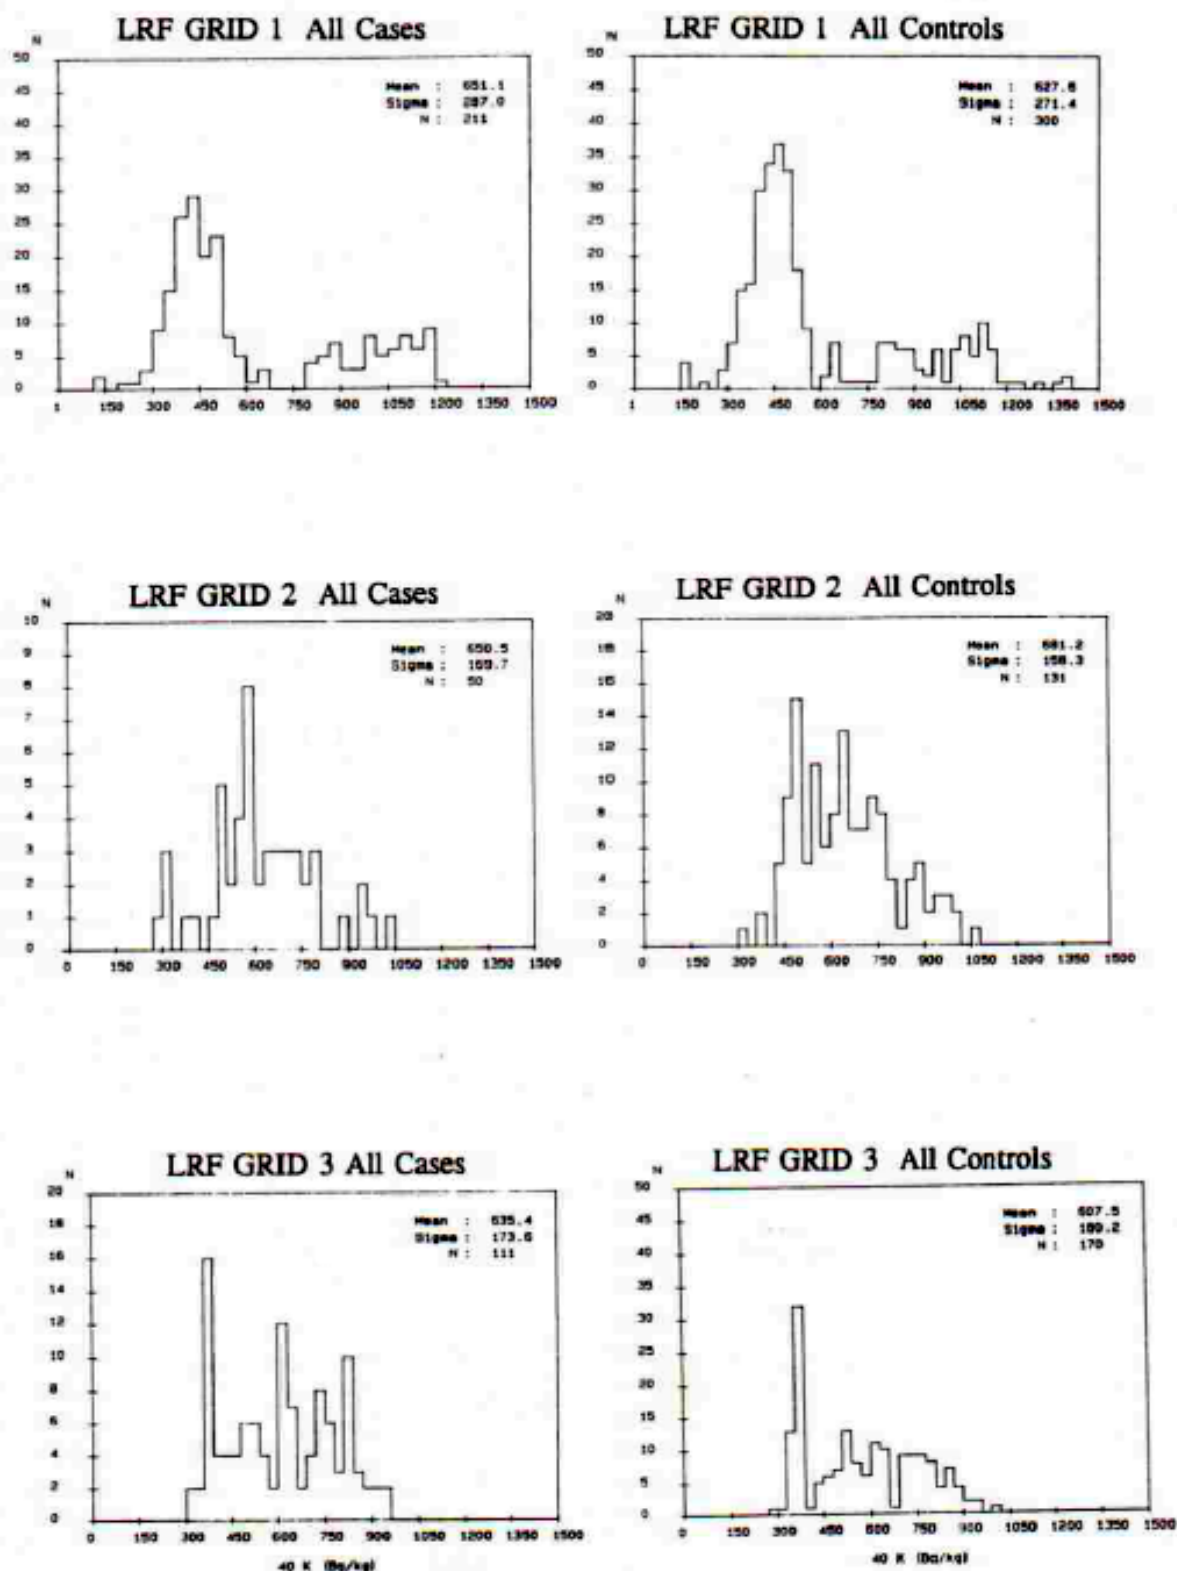 LRF GRID 1 All Cases
N
50
45
40
35
30
25
20
15
10
5
0
Mean : 651.1
Sigma : 287.0
N : 211
1 150 300 450 600 750 900 1050 1200 1350 1500
LRF GRID 1 All Controls
N
50
45
40
35
30
25
20
15
10
5
0
Mean : 627.8
Sigma : 271.4
N : 300
1 150 300 450 600 750 900 1050 1200 1350 1500
LRF GRID 2 All Cases
N
10
9
8
7
6
5
4
3
2
1
0
Mean : 650.5
Sigma : 169.7
N : 50
0 150 300 450 600 750 900 1050 1200 1350 1500
LRF GRID 2 All Controls
N
20
18
16
14
12
10
8
6
4
2
0
Mean : 681.2
Sigma : 158.3
N : 131
0 150 300 450 600 750 900 1050 1200 1350 1500
LRF GRID 3 All Cases
N
20
18
16
14
12
10
8
6
4
2
0
Mean : 635.4
Sigma : 173.6
N : 111
0 150 300 450 600 750 900 1050 1200 1350 1500
40 K (Bq/kg)
LRF GRID 3 All Controls
N
50
45
40
35
30
25
20
15
10
5
0
Mean : 607.5
Sigma : 189.2
N : 170
0 150 300 450 600 750 900 1050 1200 1350 1500
40 K (Bq/kg)